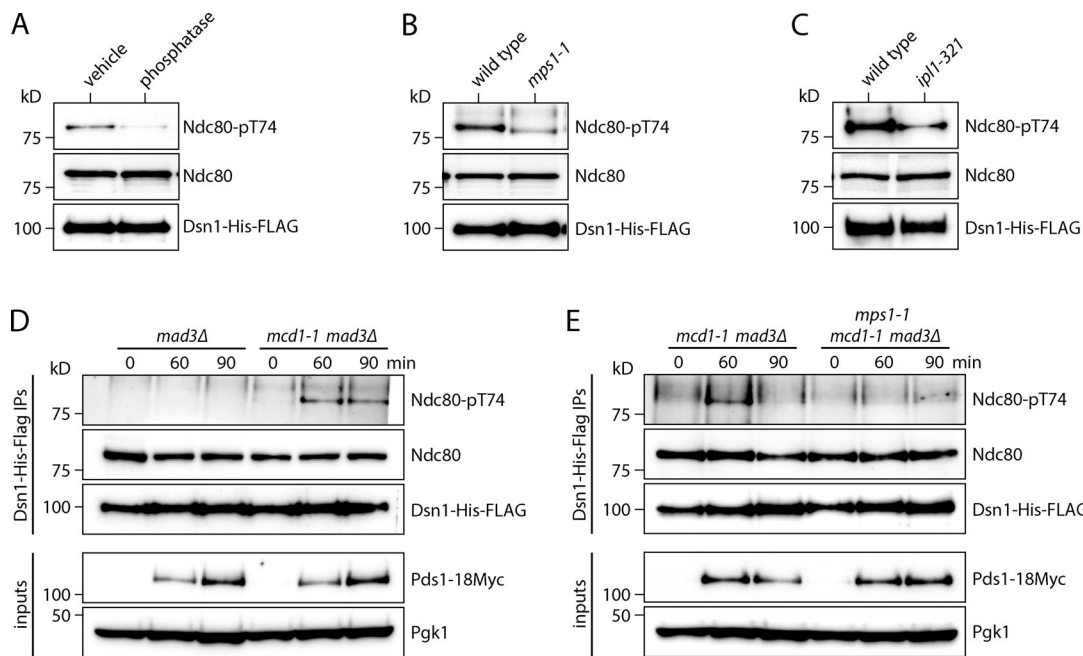 A
vehicle
phosphatase
kD
75
Ndc80-pT74
75
Ndc80
100
Dsn1-His-FLAG
B
wild type
mps1-1
kD
75
Ndc80-pT74
75
Ndc80
100
Dsn1-His-FLAG
C
wild type
ipl1-321
kD
75
Ndc80-pT74
75
Ndc80
100
Dsn1-His-FLAG
D
mad3Δ mcd1-1 mad3Δ
kD 0 60 90 0 60 90 min
Dsn1-His-Flag IPs
75
Ndc80-pT74
75
Ndc80
100
Dsn1-His-FLAG
inputs
100
Pds1-18Myc
50
Pgk1
E
mcd1-1 mad3Δ
mps1-1
mcd1-1 mad3Δ
kD 0 60 90 0 60 90 min
Dsn1-His-Flag IPs
75
Ndc80-pT74
75
Ndc80
100
Dsn1-His-FLAG
inputs
100
Pds1-18Myc
50
Pgk1